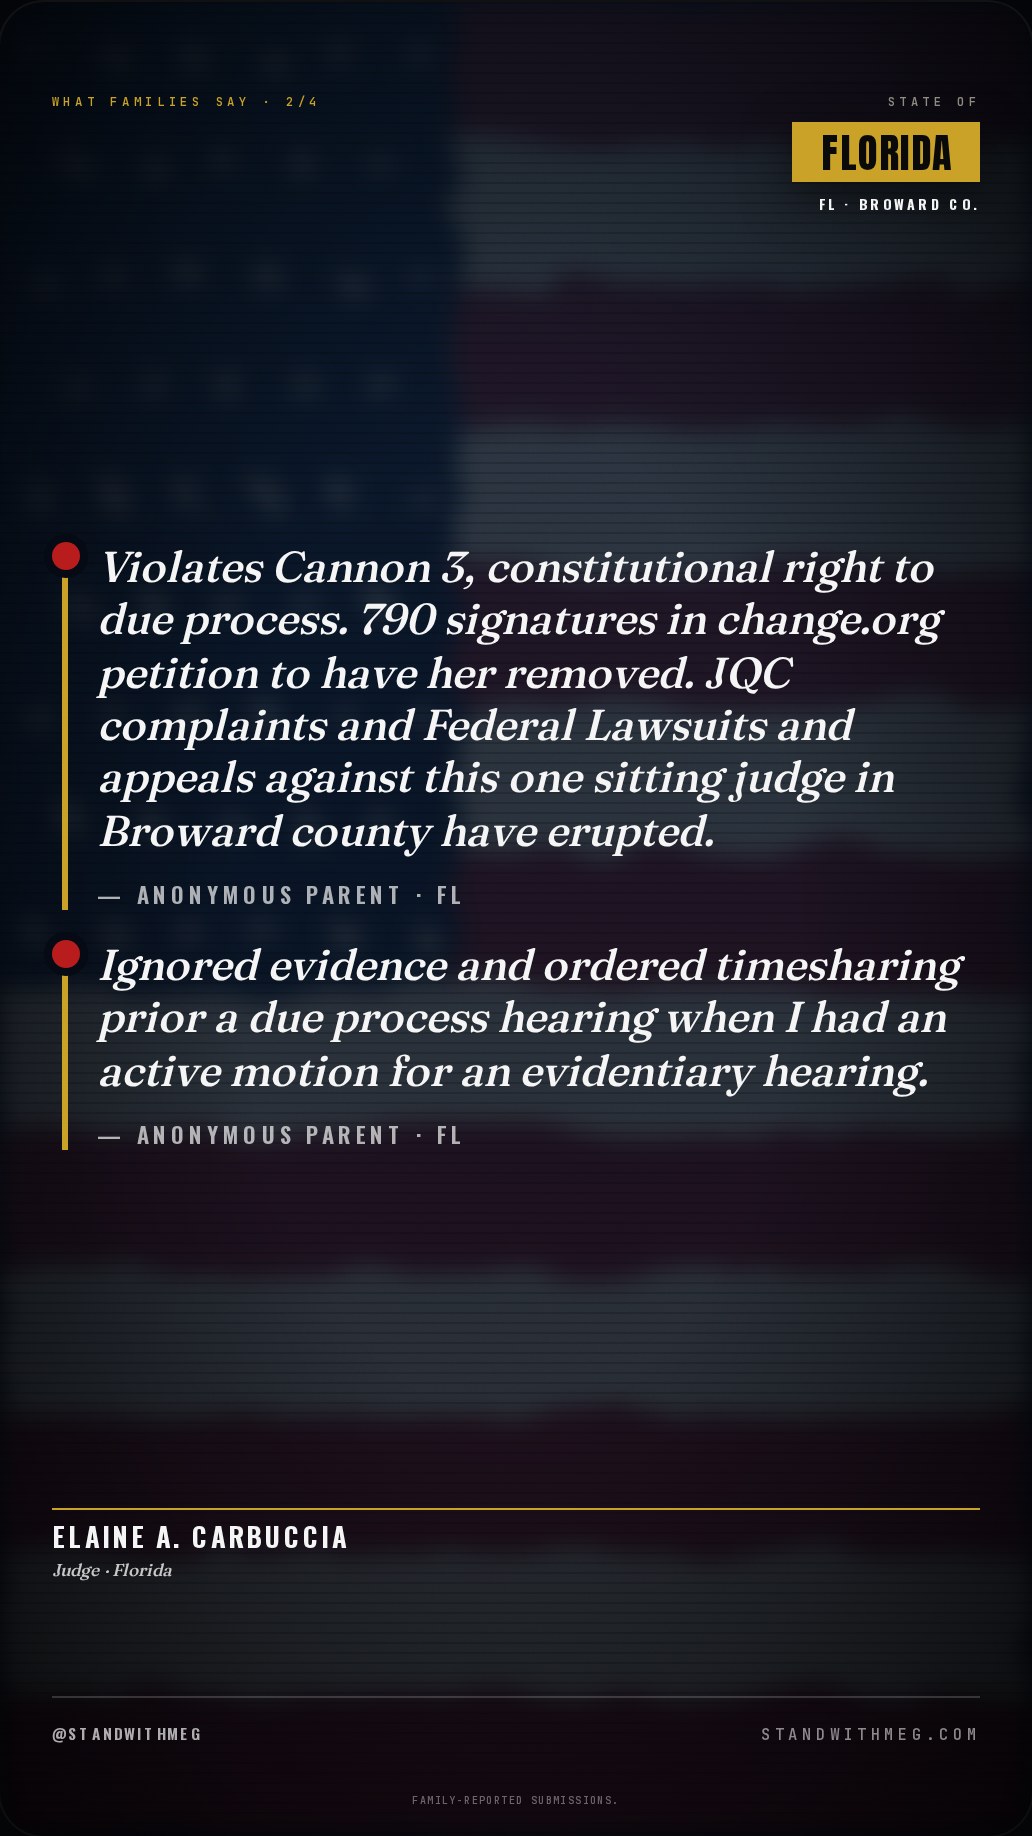 WHAT FAMILIES SAY · 2/4
STATE OF
FLORIDA
FL · BROWARD CO.
Violates Cannon 3, constitutional right to
due process. 790 signatures in change.org
petition to have her removed. JQC
complaints and Federal Lawsuits and
appeals against this one sitting judge in
Broward county have erupted.
— ANONYMOUS PARENT · FL
Ignored evidence and ordered timesharing
prior a due process hearing when I had an
active motion for an evidentiary hearing.
— ANONYMOUS PARENT · FL
ELAINE A. CARBUCCIA
Judge · Florida
@STANDWITHMEG
STANDWITHMEG.COM
FAMILY-REPORTED SUBMISSIONS.